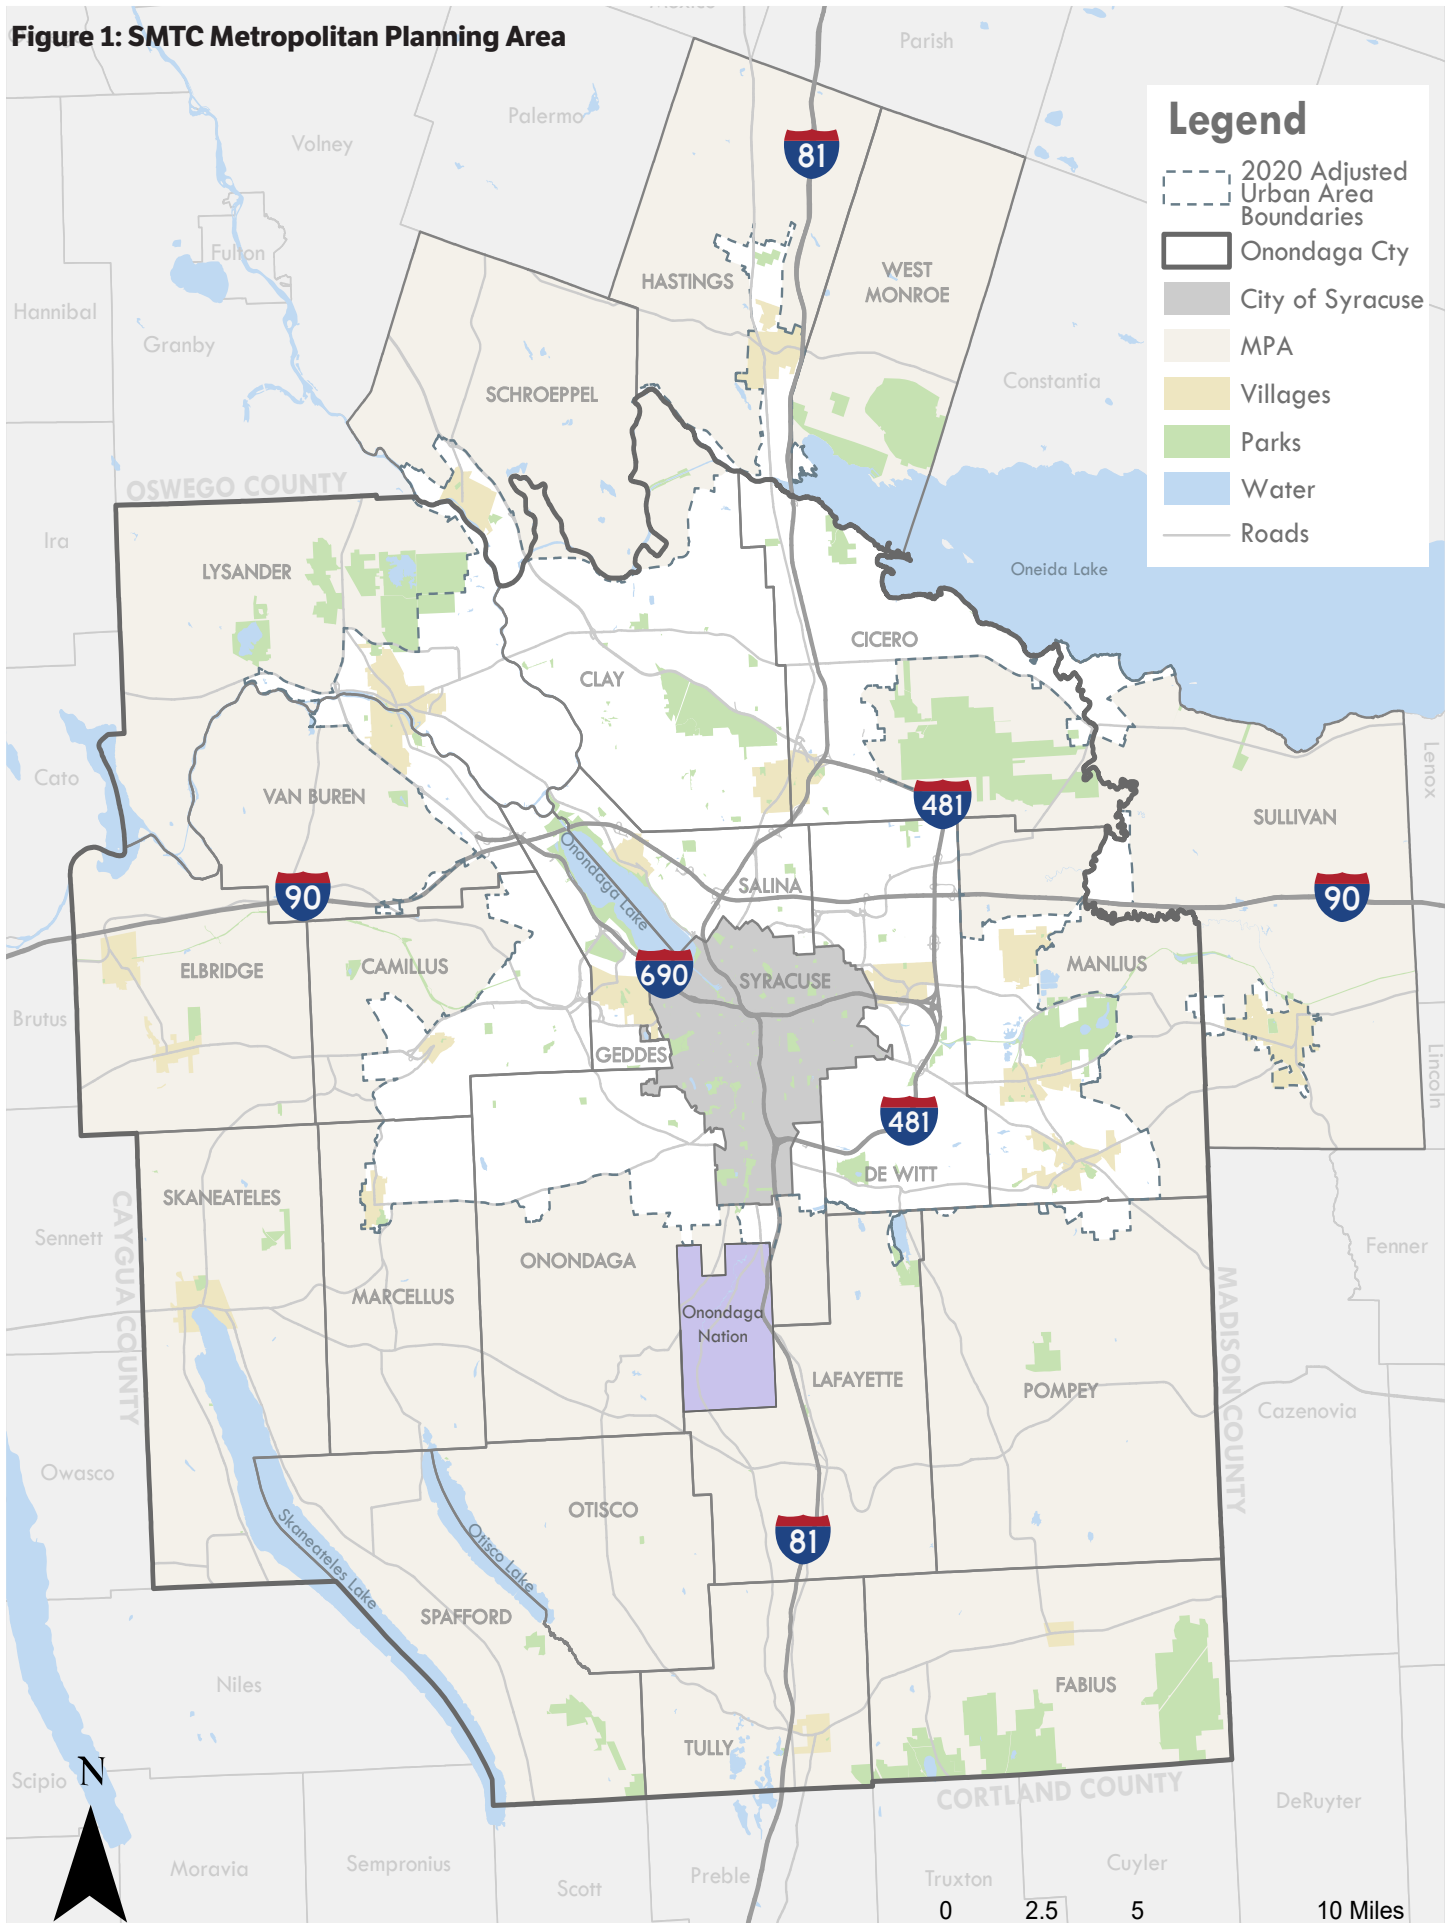 Figure 1: SMTC Metropolitan Planning Area
Parish
Palermo
Volney
81
Legend
2020 Adjusted
Urban Area
Boundaries
Onondaga Cty
City of Syracuse
MPA
Villages
Parks
Water
Roads
Fulton
HASTINGS
WEST
MONROE
Hannibal
Granby
Constantia
SCHROEPPEL
OSWEGO COUNTY
Ira
LYSANDER
Oneida Lake
CICERO
CLAY
Cato
Lenox
VAN BUREN
481
SULLIVAN
Onondaga Lake
SALINA
90
90
ELBRIDGE
CAMILLUS
690
SYRACUSE
MANLIUS
Brutus
GEDDES
Lincoln
481
DE WITT
SKANEATELES
CAYGUA COUNTY
Sennett
Fenner
ONONDAGA
MARCELLUS
Onondaga
Nation
MADISON COUNTY
LAFAYETTE
POMPEY
Cazenovia
Owasco
OTISCO
Skaneateles Lake
Otisco Lake
81
SPAFFORD
Niles
FABIUS
TULLY
Scipio
N
CORTLAND COUNTY
DeRuyter
Moravia
Sempronius
Scott
Preble
Truxton
Cuyler
0 2.5 5 10 Miles